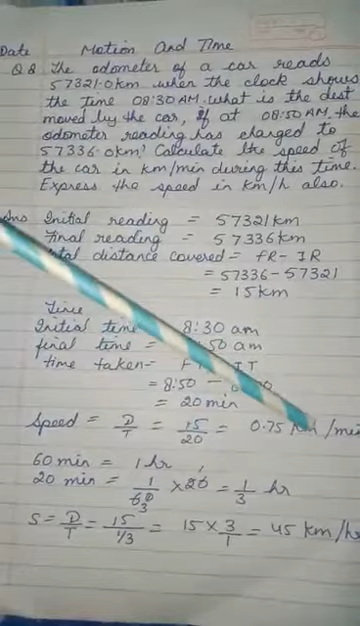 Date Motion And Time
Q 8 The odometer of a car reads
57321.0km when the clock shows
the time 08:30 AM. what is the dist
moved by the car, if at 08:50 AM, the
odometer reading has changed to
57336.0km? Calculate the speed of
the car in km/min during this time.
Express the speed in km/h also.
Ans Initial reading = 57321km
Final reading = 57336km
distance covered = FR- IR
= 57336-57321
= 15km
Time
Initial time 8:30 am
final time = 50 am
time taken= IT
= 8:50 -
= 20 min
Speed = D/T = 15/20 = 0.75 /min
60 min = 1 hr,
20 min = 1/60 3 ×20 = 1/3 hr
S = D/T = 15/1/3 = 15 × 3/1 = 45 km/hr